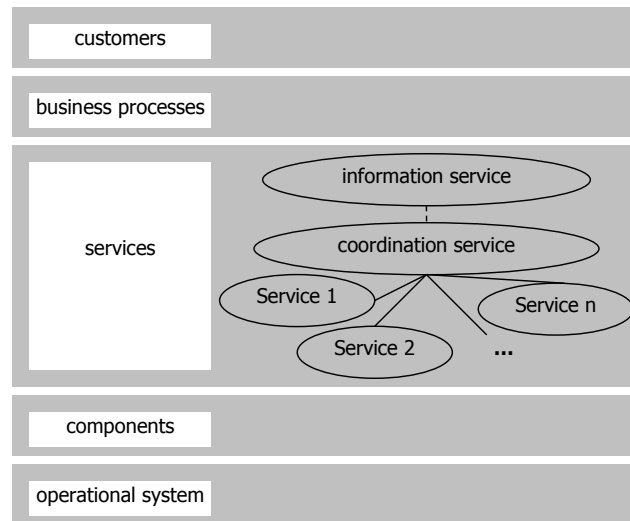 customers
business processes
services
information service
coordination service
Service 1
Service n
Service 2
...
components
operational system